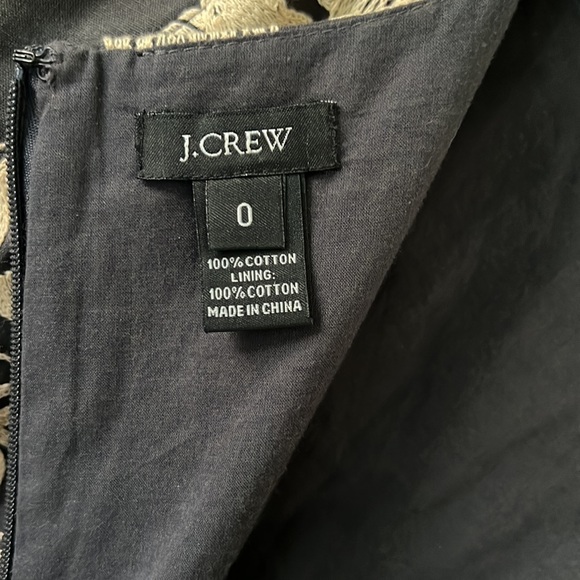 J.CREW
0
100% COTTON
LINING:
100% COTTON
MADE IN CHINA